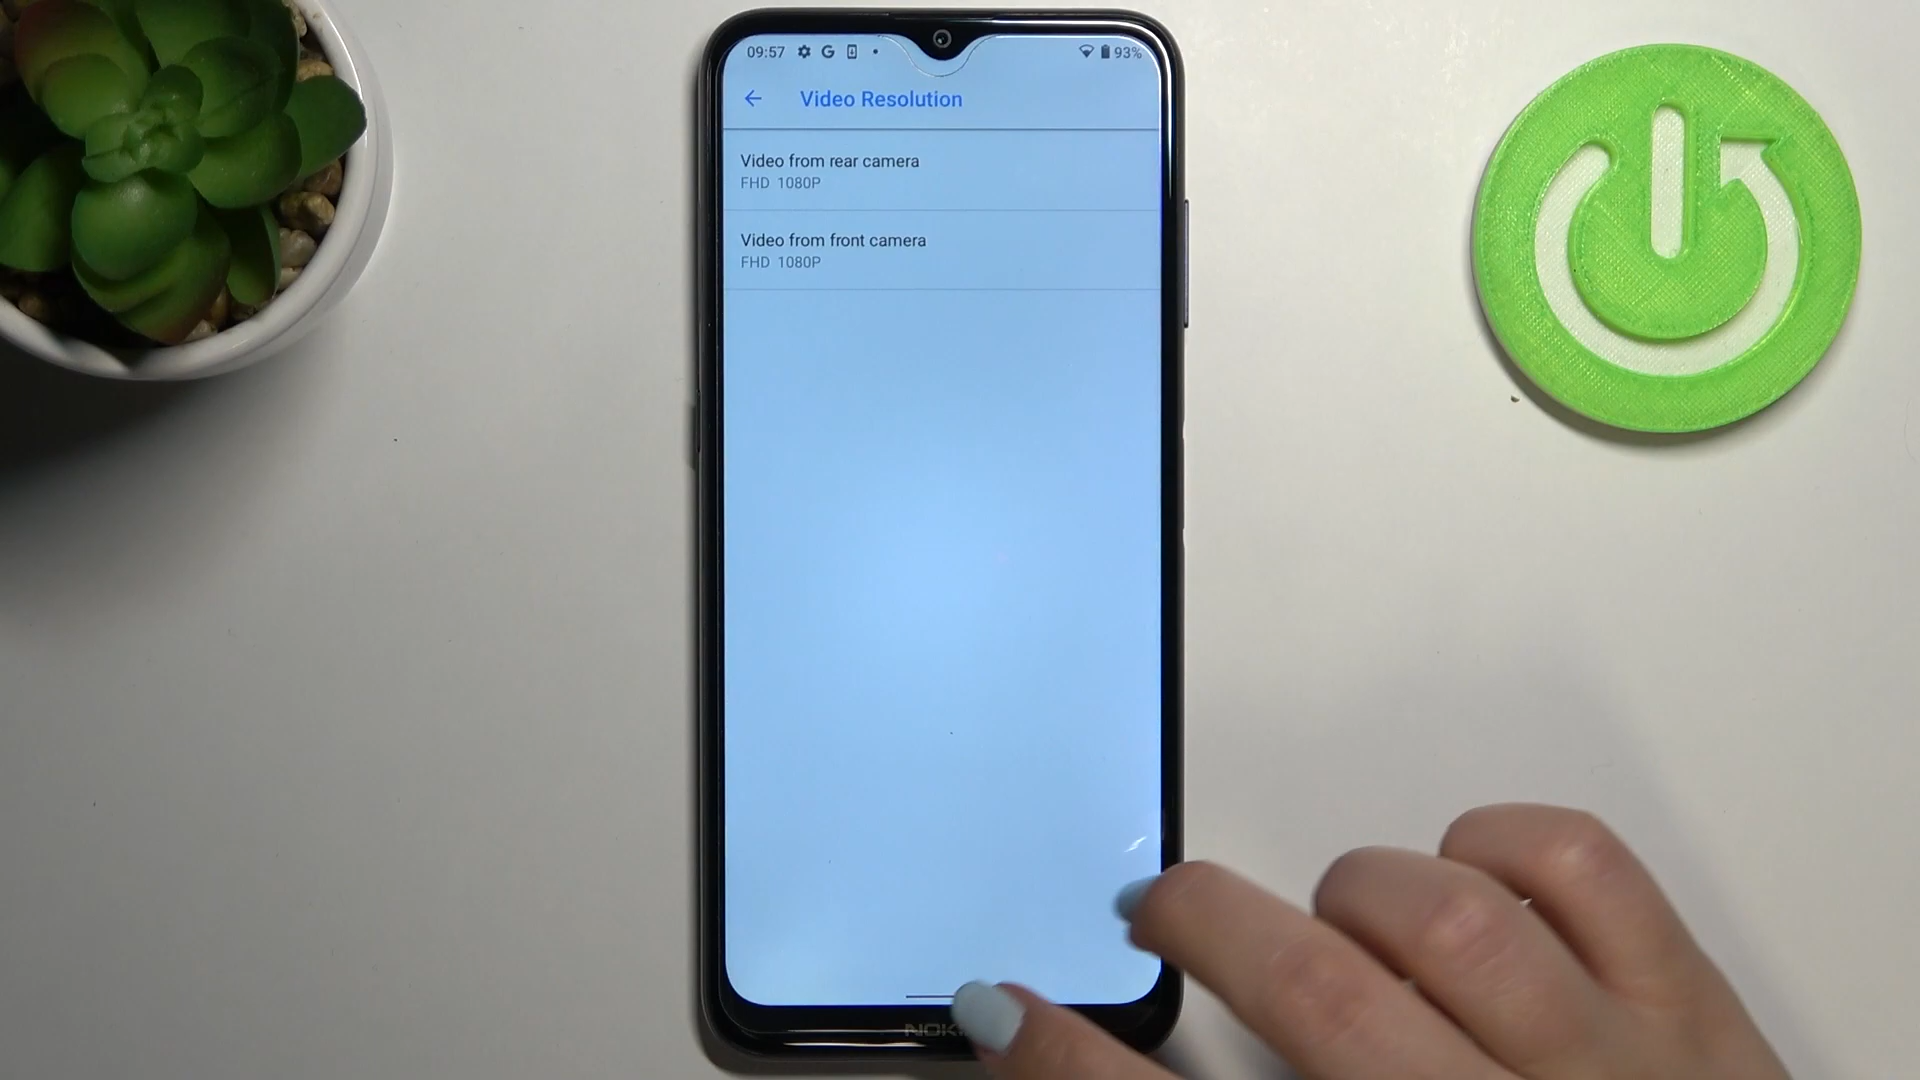 09:57 G 93%
Video Resolution
Video from rear camera
FHD 1080P
Video from front camera
FHD 1080P